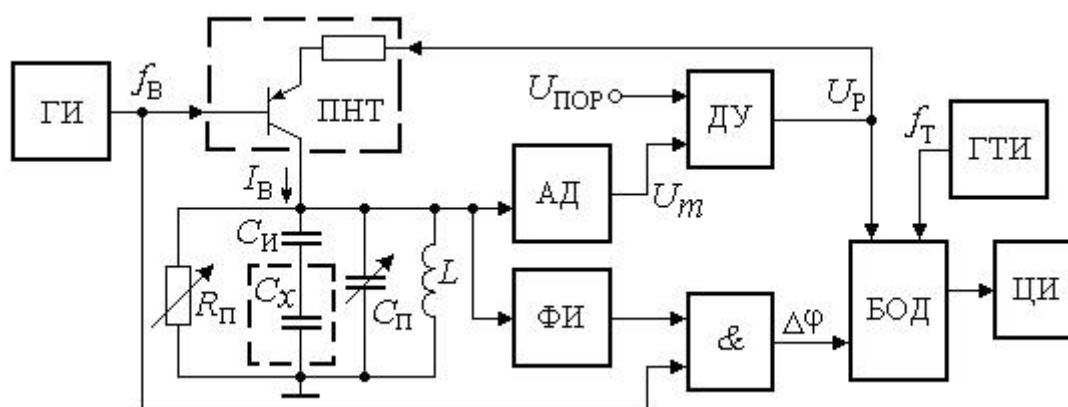 ГИ
f_В
ПНТ
U_ПОР
ДУ
U_Р
f_Т
ГТИ
I_В
АД
U_m
R_П
C_И
C_x
C_П
L
ФИ
&
Δφ
БОД
ЦИ